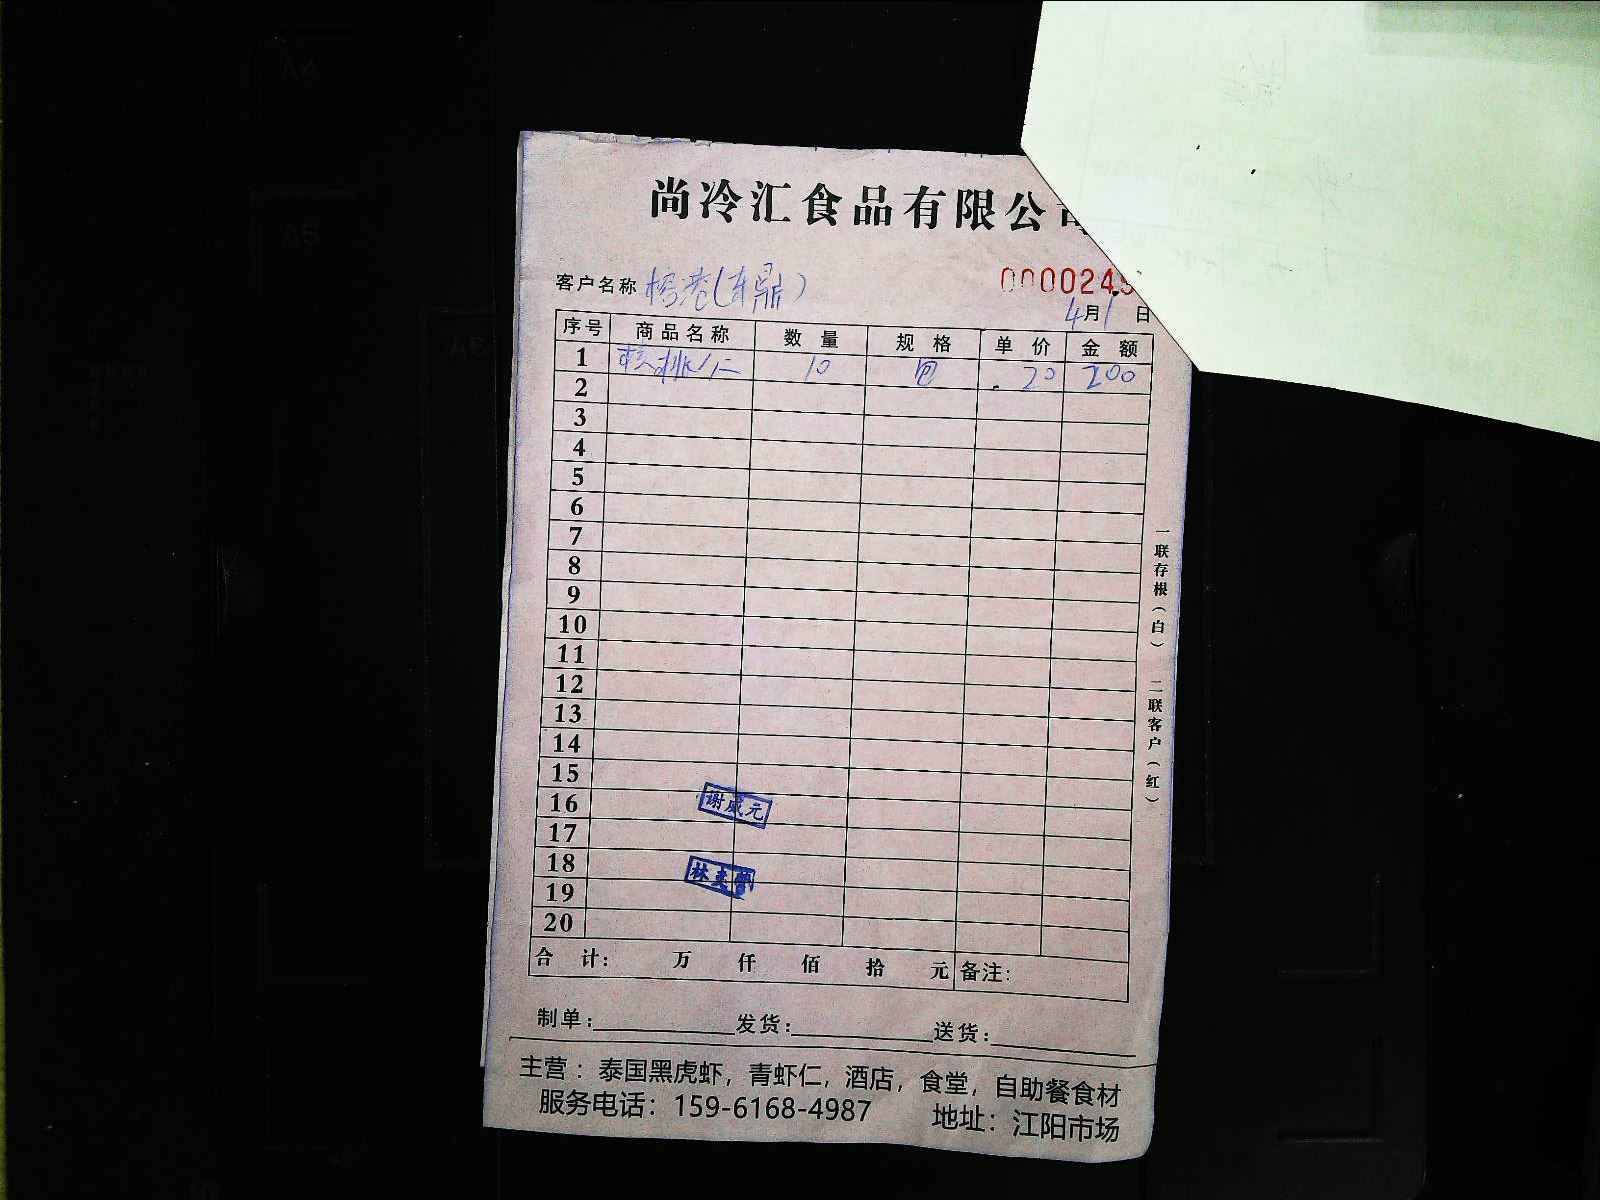 尚冷汇食品有限公司
客户名称 杨巷(东鼎)
000024
4月1日
序号 商品名称 数量 规格 单价 金额
1 核桃仁 10 包 20 200
2
3
4
5
6
7
8
9
10
11
12
13
14
15
16
谢成元
17
18
19
20
合计: 万 仟 佰 拾 元 备注:
制单: 发货: 送货:
主营：泰国黑虎虾，青虾仁，酒店，食堂，自助餐食材
服务电话：159-6168-4987 地址：江阳市场
一联存根(白) 二联客户(红)